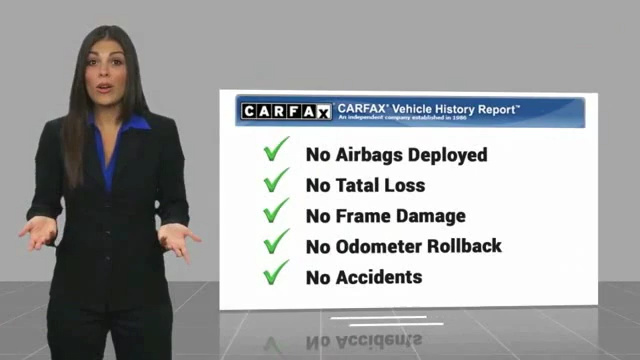 CARFAX CARFAX® Vehicle History Report™
An independent company established in 1986
No Airbags Deployed
No Tatal Loss
No Frame Damage
No Odometer Rollback
No Accidents